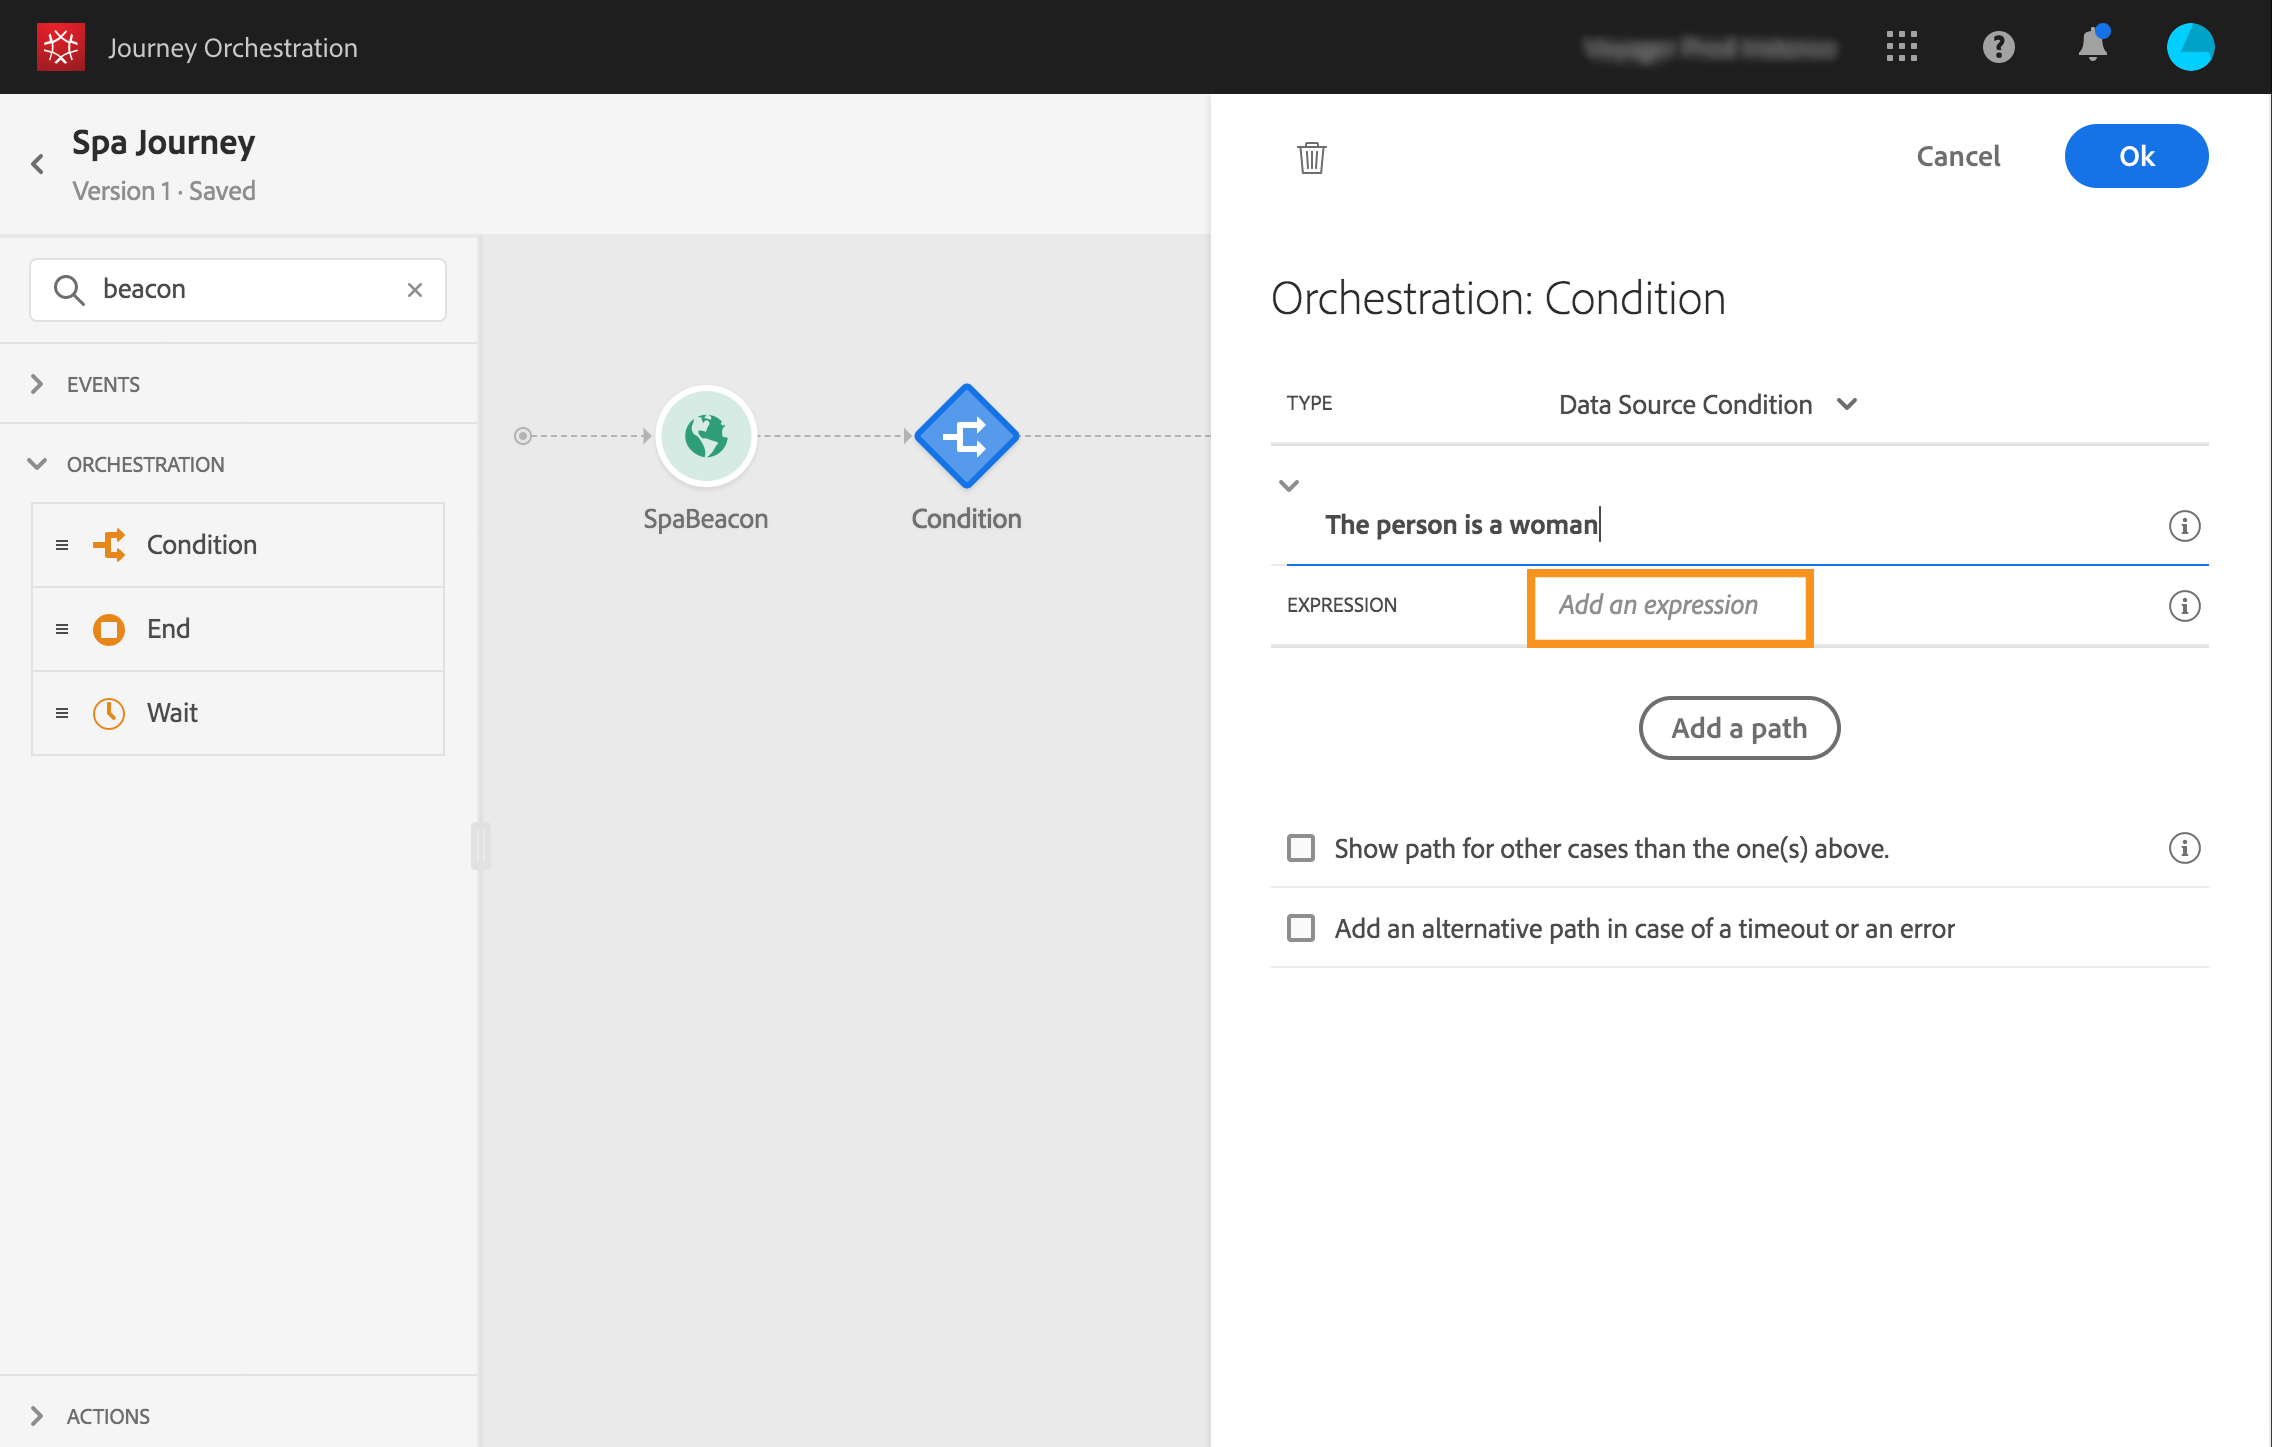 Journey Orchestration
Spa Journey
Version 1 · Saved
beacon
EVENTS
ORCHESTRATION
Condition
End
Wait
ACTIONS
SpaBeacon
Condition
Cancel
Ok
Orchestration: Condition
TYPE Data Source Condition
The person is a woman
EXPRESSION Add an expression
Add a path
Show path for other cases than the one(s) above.
Add an alternative path in case of a timeout or an error